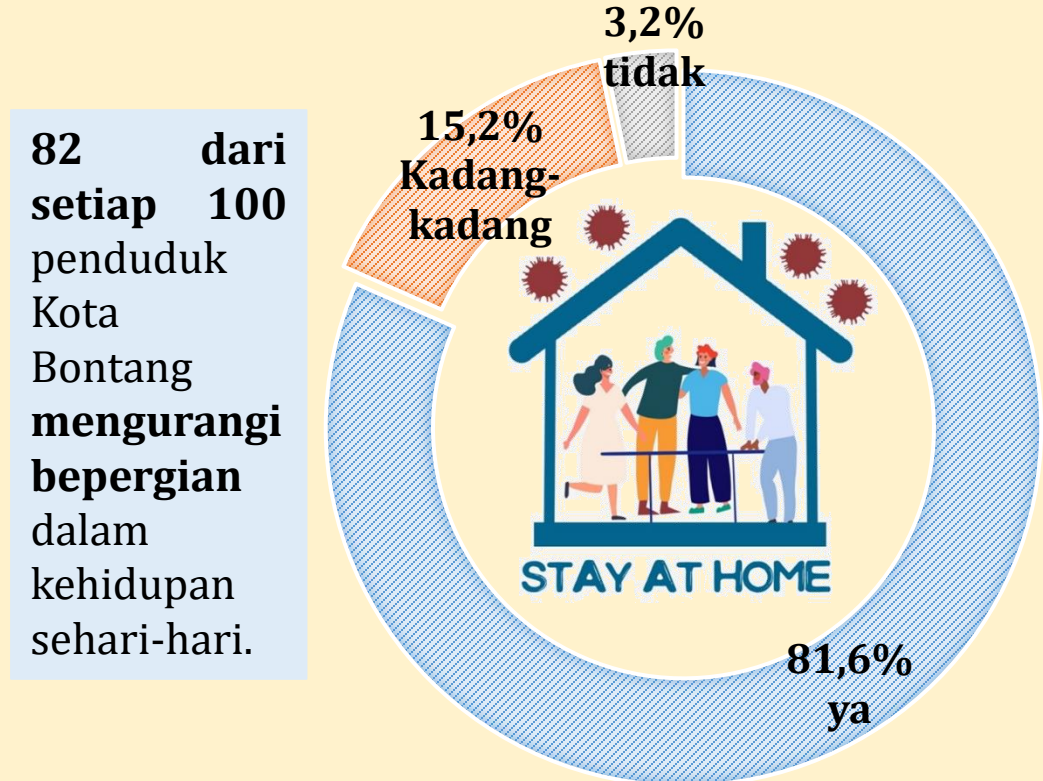 82 dari
setiap 100
penduduk
Kota
Bontang
mengurangi
bepergian
dalam
kehidupan
sehari-hari.
3,2%
tidak
15,2%
Kadang-
kadang
STAY AT HOME
81,6%
ya